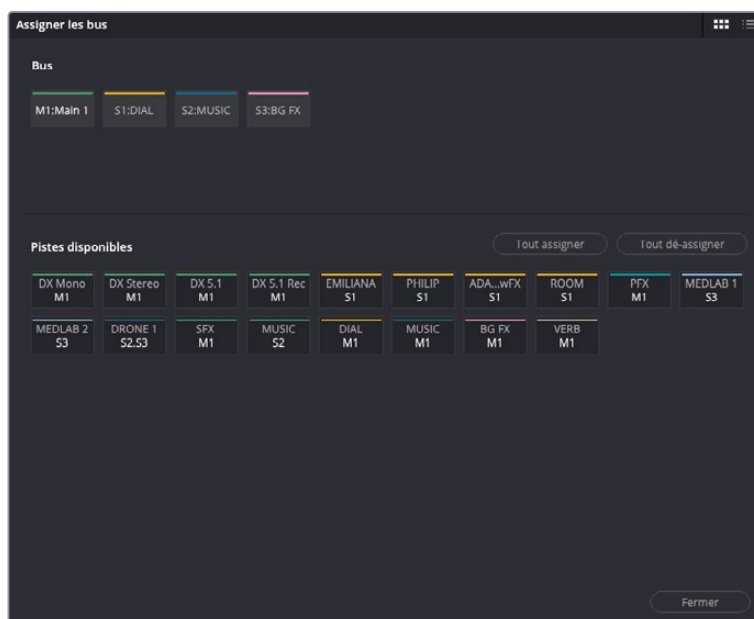 Assigner les bus
Bus
M1:Main 1 S1:DIAL S2:MUSIC S3:BG FX
Pistes disponibles Tout assigner Tout dé-assigner
DX Mono DX Stereo DX 5.1 DX 5.1 Rec EMILIANA PHILIP ADA...wFX ROOM PFX MEDLAB 1
M1 M1 M1 M1 S1 S1 S1 S1 M1 S3
MEDLAB 2 DRONE 1 SFX MUSIC DIAL MUSIC BG FX VERB
S3 S2.S3 M1 S2 M1 M1 M1 M1
Fermer